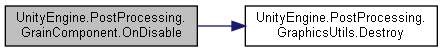 UnityEngine.PostProcessing.
GrainComponent.OnDisable
UnityEngine.PostProcessing.
GraphicsUtils.Destroy